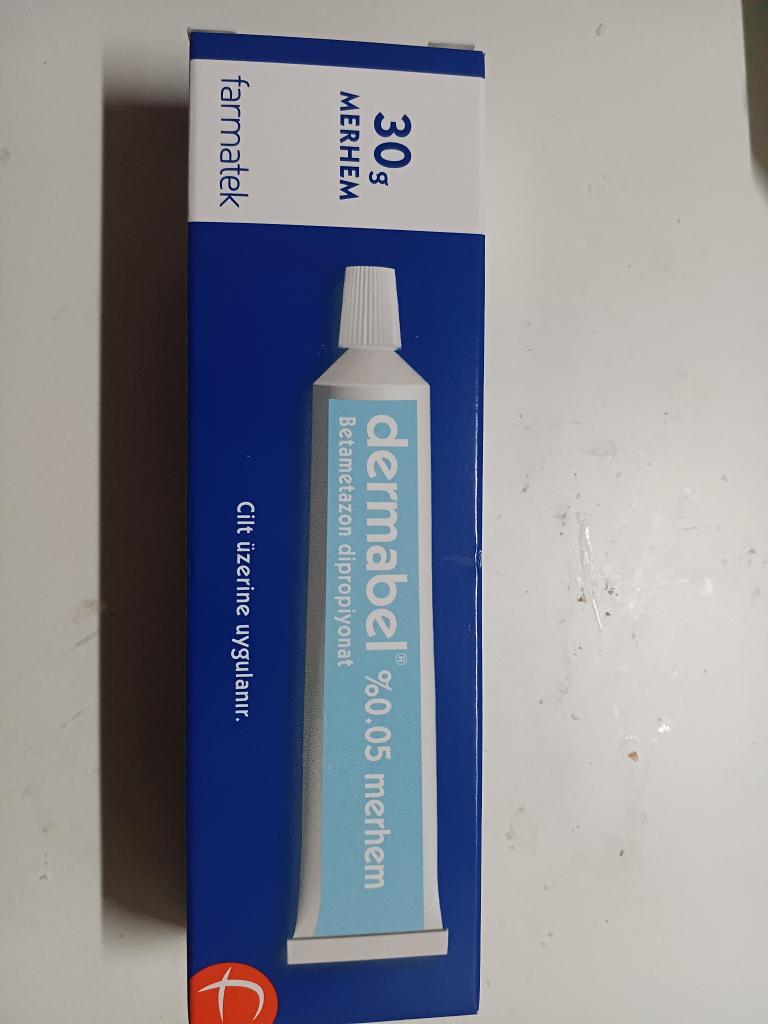 30g
MERHEM
farmatek
dermabel® %0.05 merhem
Betametazon dipropiyonat
Cilt üzerine uygulanır.